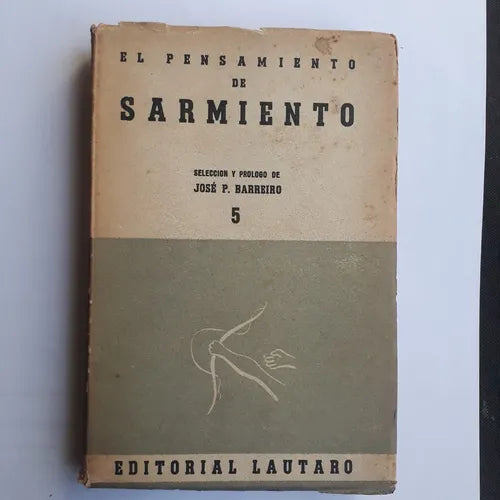 EL PENSAMIENTO
DE
SARMIENTO
SELECCION Y PROLOGO DE
JOSÉ P. BARREIRO
5
EDITORIAL LAUTARO